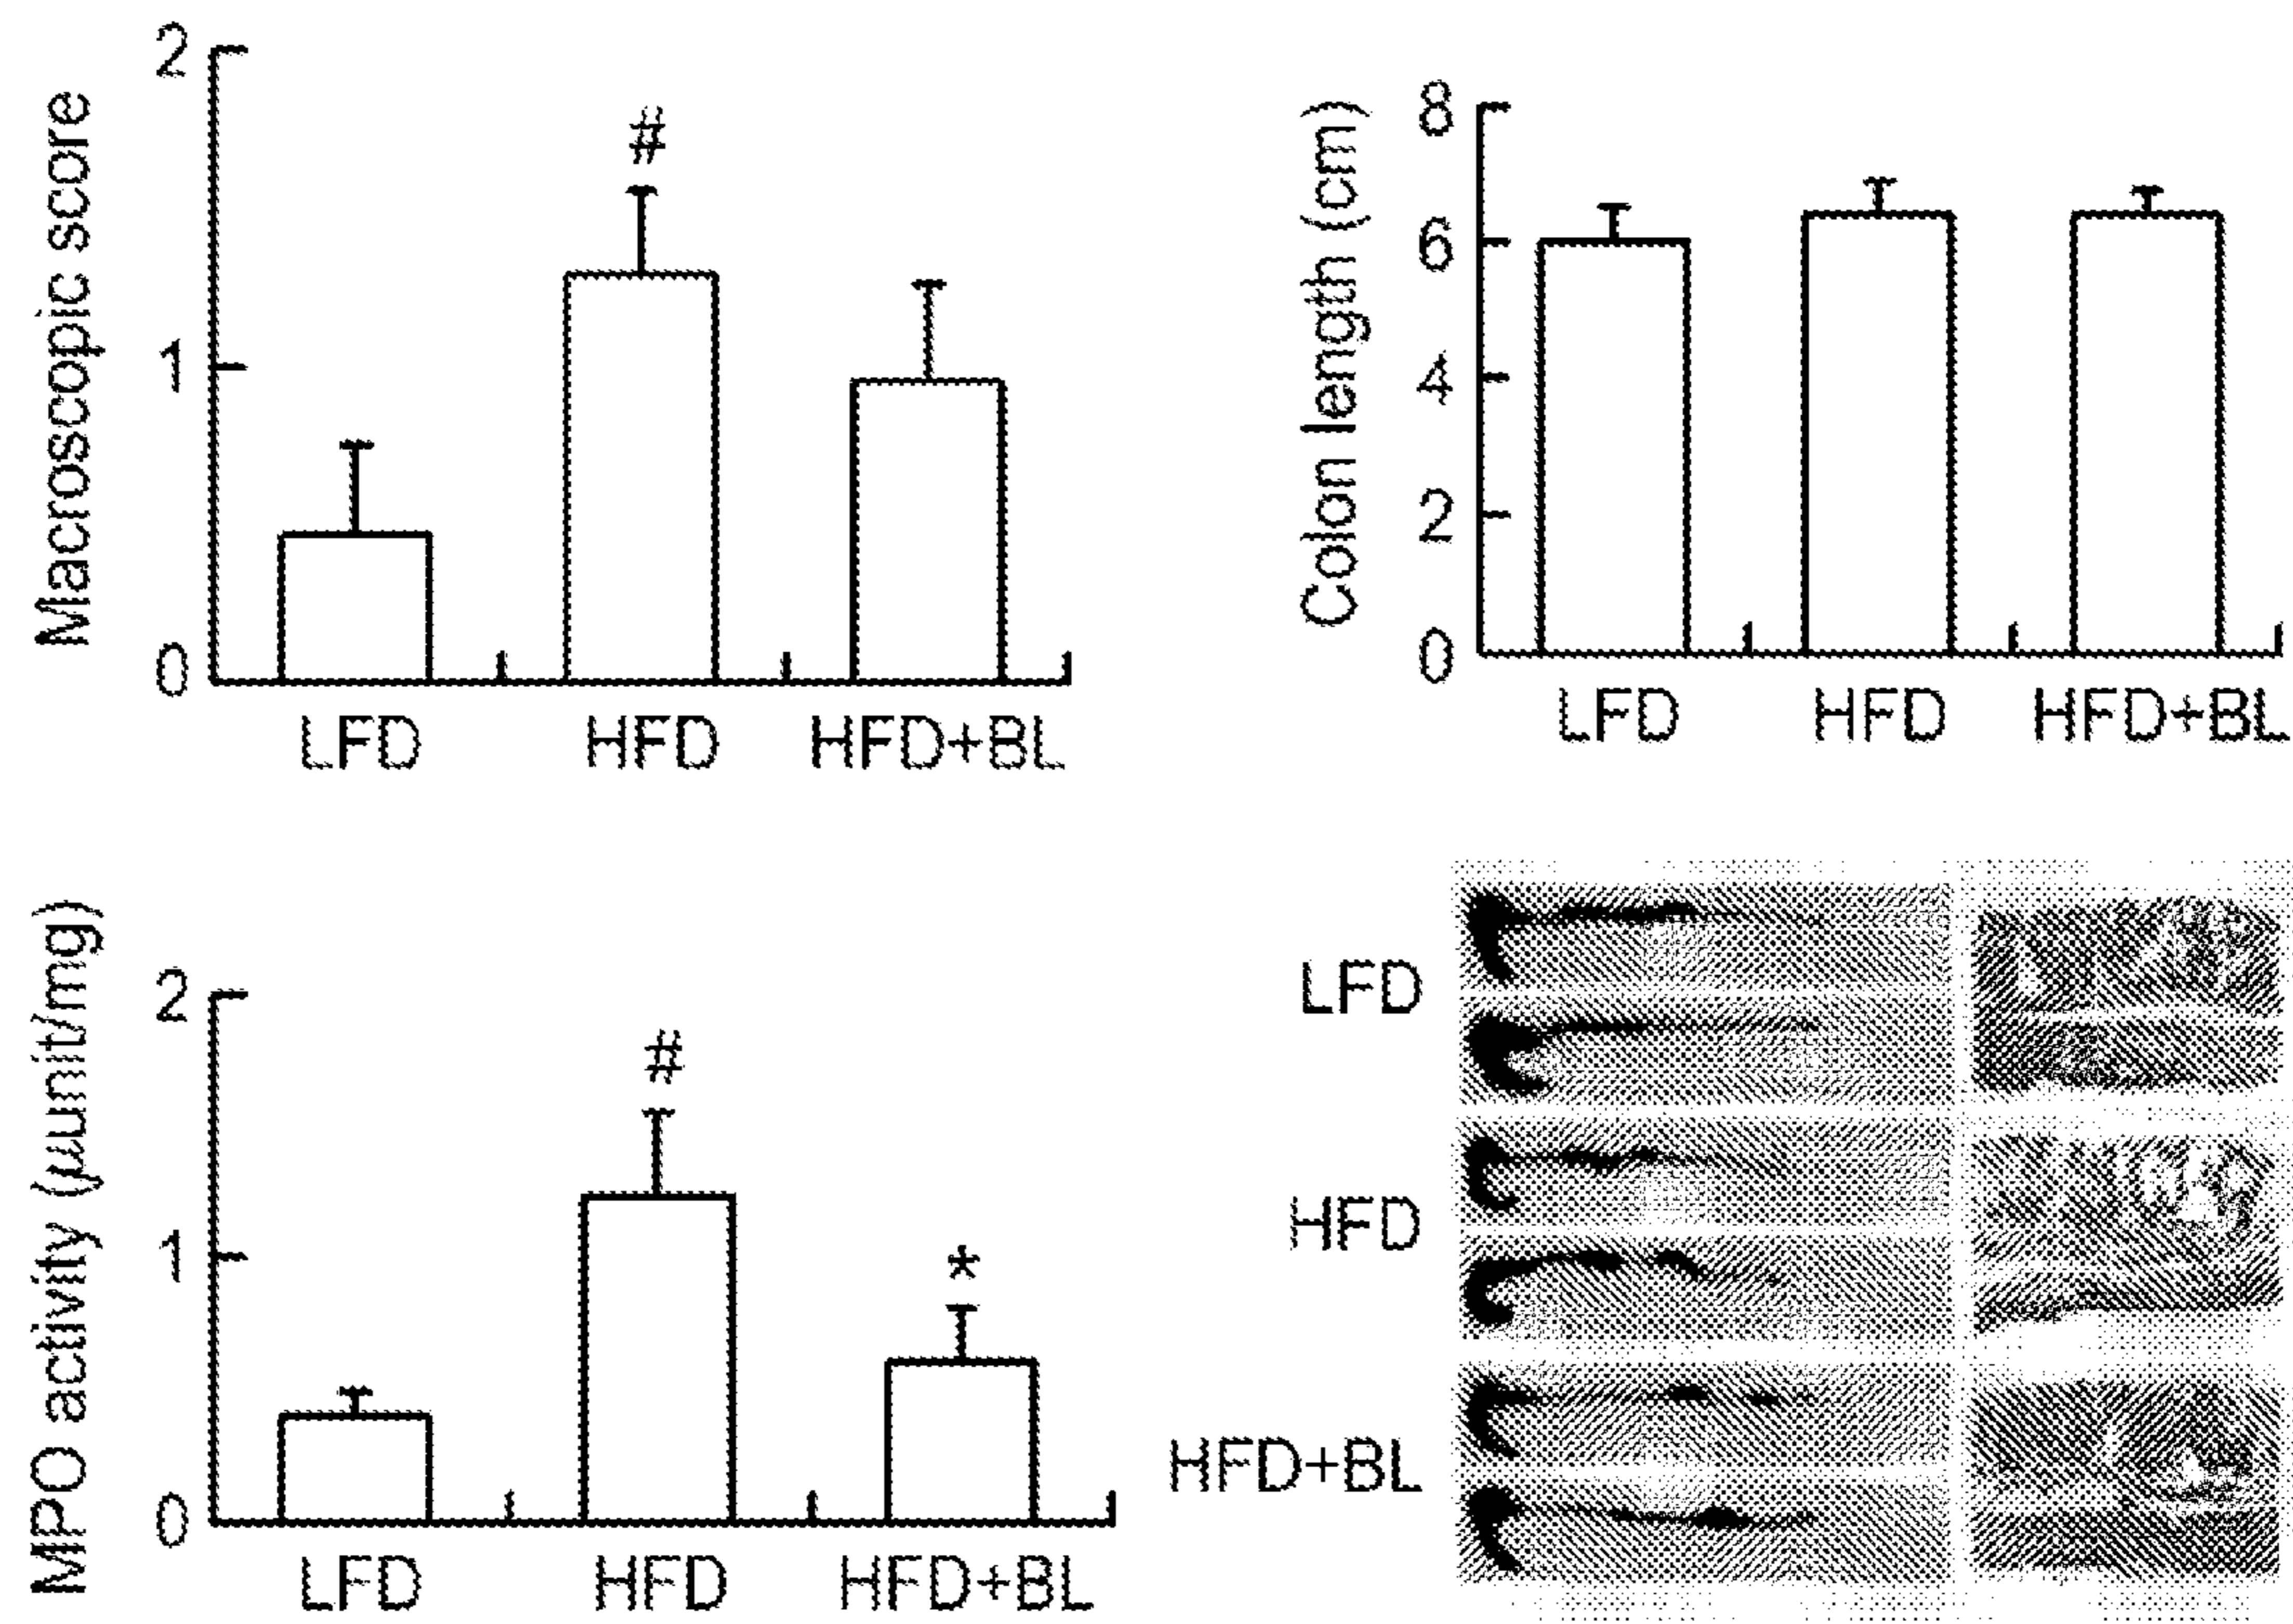 Macroscopic score
2
1
0
#
LFD HFD HFD+BL
Colon length (cm)
8
6
4
2
0
LFD HFD HFD+BL
MPO activity (μunit/mg)
2
1
0
#
*
LFD HFD HFD+BL
LFD
HFD
HFD+BL